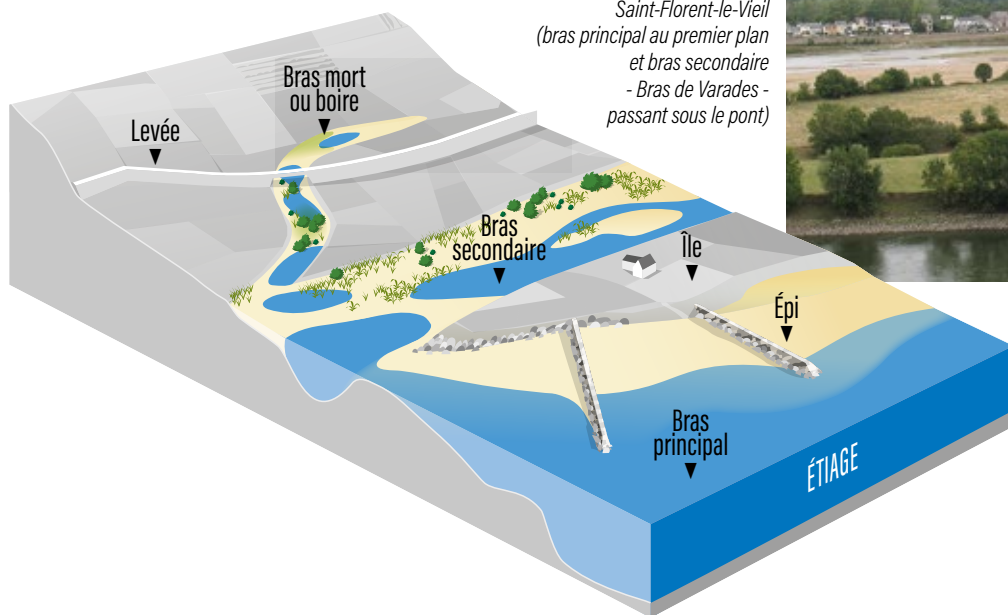 Saint-Florent-le-Vieil
(bras principal au premier plan
et bras secondaire
- Bras de Varades -
passant sous le pont)
Bras mort
ou boire
Levée
Bras
secondaire
Île
Épi
Bras
principal
ÉTIAGE